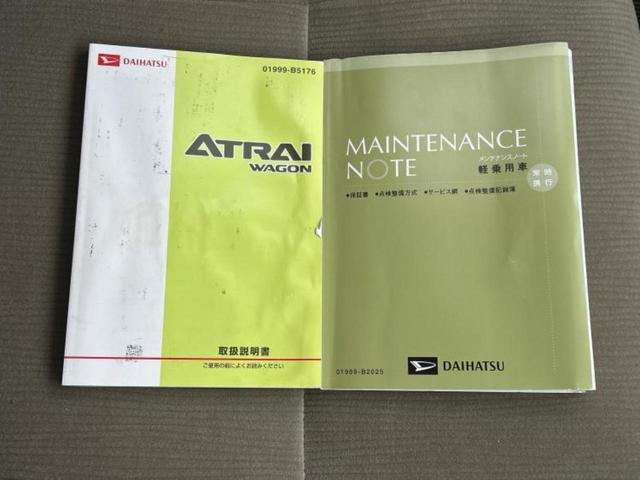 DAIHATSU
01999-B5176
ATRAI
WAGON
取扱説明書
ご使用の前によくお読みください
MAINTENANCE
NOTE
メンテナンスノート
軽乗用車
常時
携行
●保証書 ●点検整備方式 ●サービス網 ●点検整備記録簿
01999-B2025
DAIHATSU